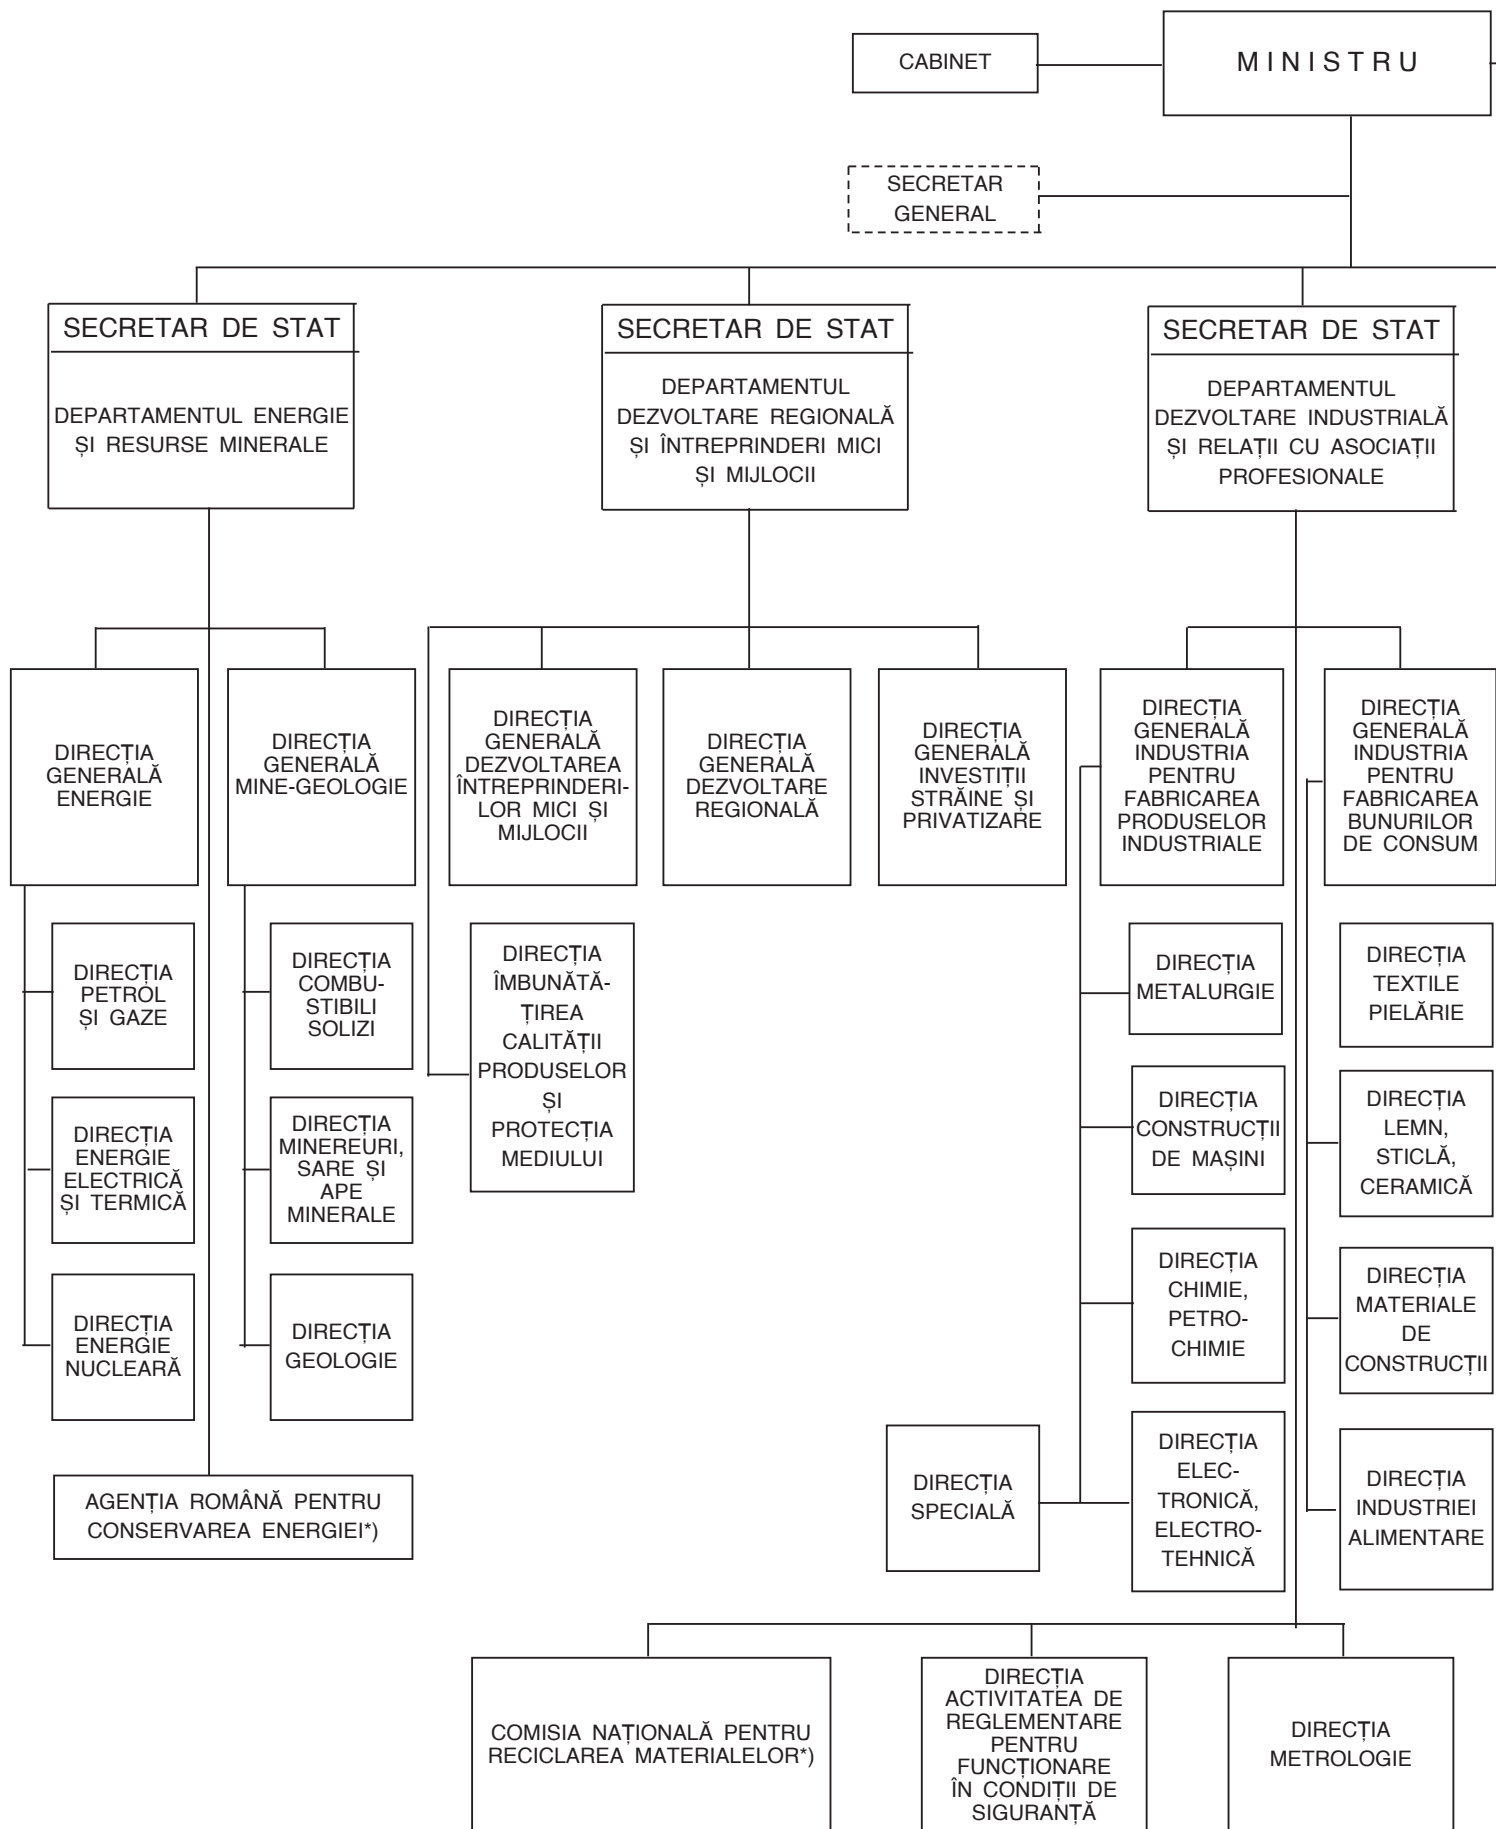 CABINET
M I N I S T R U
SECRETAR
GENERAL
SECRETAR DE STAT
DEPARTAMENTUL ENERGIE
ȘI RESURSE MINERALE
SECRETAR DE STAT
DEPARTAMENTUL
DEZVOLTARE REGIONALĂ
ȘI ÎNTREPRINDERI MICI
ȘI MIJLOCII
SECRETAR DE STAT
DEPARTAMENTUL
DEZVOLTARE INDUSTRIALĂ
ȘI RELAȚII CU ASOCIAȚII
PROFESIONALE
DIRECȚIA
GENERALĂ
ENERGIE
DIRECȚIA
GENERALĂ
MINE-GEOLOGIE
DIRECȚIA
GENERALĂ
DEZVOLTAREA
ÎNTREPRINDERI-
LOR MICI ȘI
MIJLOCII
DIRECȚIA
GENERALĂ
DEZVOLTARE
REGIONALĂ
DIRECȚIA
GENERALĂ
INVESTIȚII
STRĂINE ȘI
PRIVATIZARE
DIRECȚIA
GENERALĂ
INDUSTRIA
PENTRU
FABRICAREA
PRODUSELOR
INDUSTRIALE
DIRECȚIA
GENERALĂ
INDUSTRIA
PENTRU
FABRICAREA
BUNURILOR
DE CONSUM
DIRECȚIA
PETROL
ȘI GAZE
DIRECȚIA
COMBU-
STIBILI
SOLIZI
DIRECȚIA
ÎMBUNĂTĂ-
ȚIREA
CALITĂȚII
PRODUSELOR
ȘI
PROTECȚIA
MEDIULUI
DIRECȚIA
METALURGIE
DIRECȚIA
TEXTILE
PIELĂRIE
DIRECȚIA
ENERGIE
ELECTRICĂ
ȘI TERMICĂ
DIRECȚIA
MINEREURI,
SARE ȘI
APE
MINERALE
DIRECȚIA
CONSTRUCȚII
DE MAȘINI
DIRECȚIA
LEMN,
STICLĂ,
CERAMICĂ
DIRECȚIA
ENERGIE
NUCLEARĂ
DIRECȚIA
GEOLOGIE
DIRECȚIA
CHIMIE,
PETRO-
CHIMIE
DIRECȚIA
MATERIALE
DE
CONSTRUCȚII
AGENȚIA ROMÂNĂ PENTRU
CONSERVAREA ENERGIEI*)
DIRECȚIA
SPECIALĂ
DIRECȚIA
ELEC-
TRONICĂ,
ELECTRO-
TEHNICĂ
DIRECȚIA
INDUSTRIEI
ALIMENTARE
COMISIA NAȚIONALĂ PENTRU
RECICLAREA MATERIALELOR*)
DIRECȚIA
ACTIVITATEA DE
REGLEMENTARE
PENTRU
FUNCȚIONARE
ÎN CONDIȚII DE
SIGURANȚĂ
DIRECȚIA
METROLOGIE